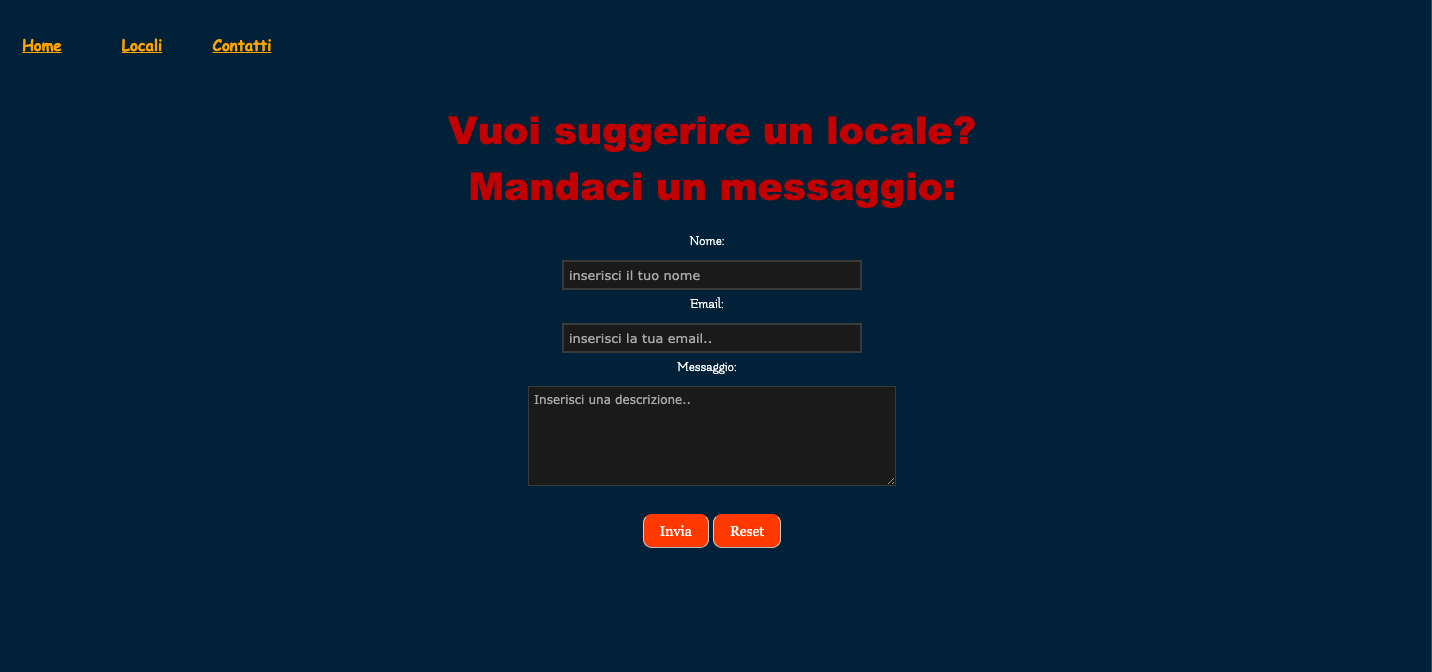 Home Locali Contatti
Vuoi suggerire un locale?
Mandaci un messaggio:
Nome:
inserisci il tuo nome
Email:
inserisci la tua email..
Messaggio:
Inserisci una descrizione..
Invia Reset